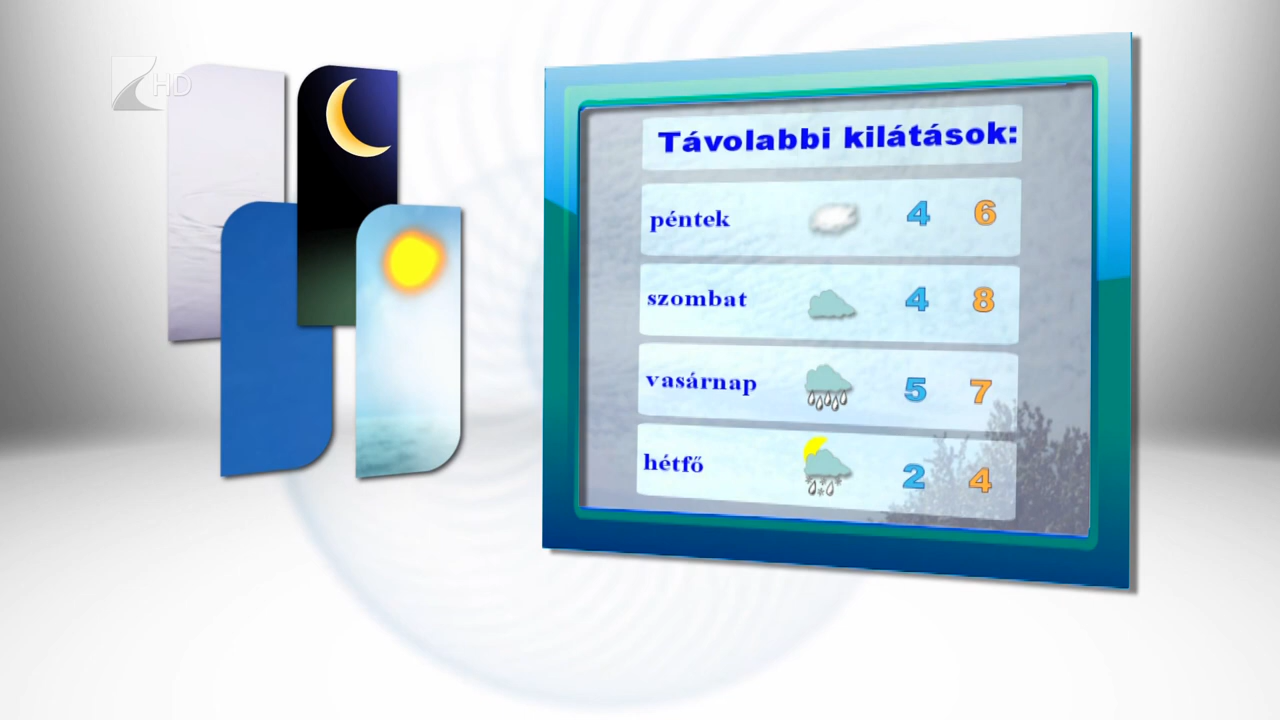 HD
Távolabbi kilátások:
péntek 4 6
szombat 4 8
vasárnap 5 7
hétfő 2 4